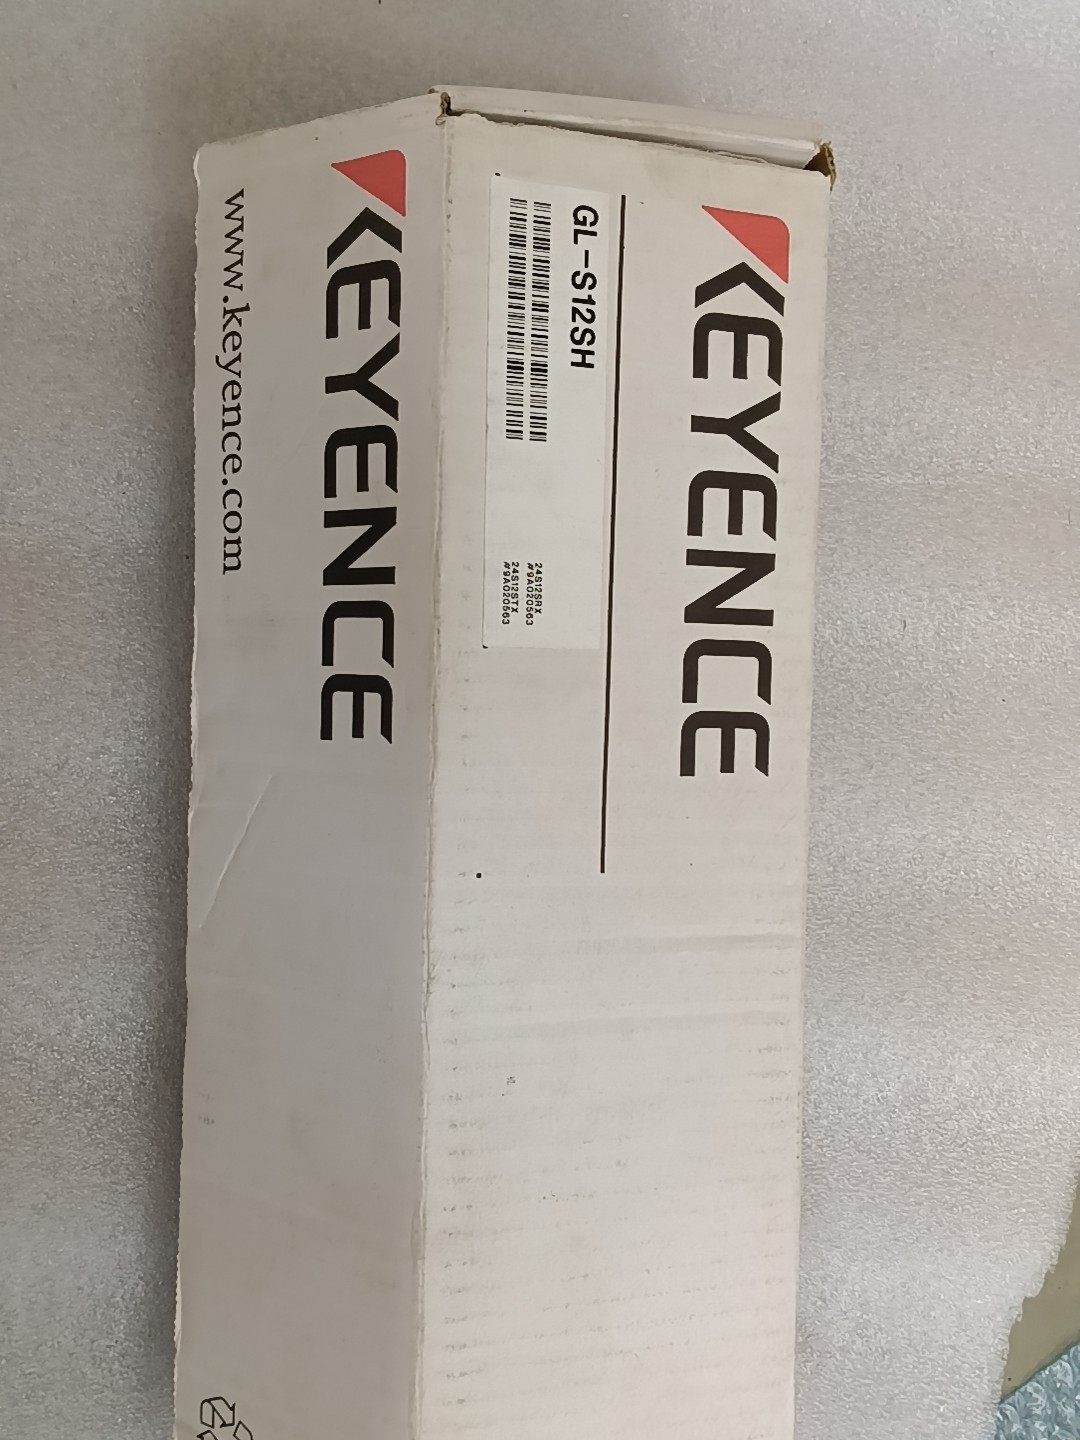 KEYENCE
GL-S12SH
24S12SRX
#9A020563
24S12STX
#9A020563
KEYENCE
www.keyence.com